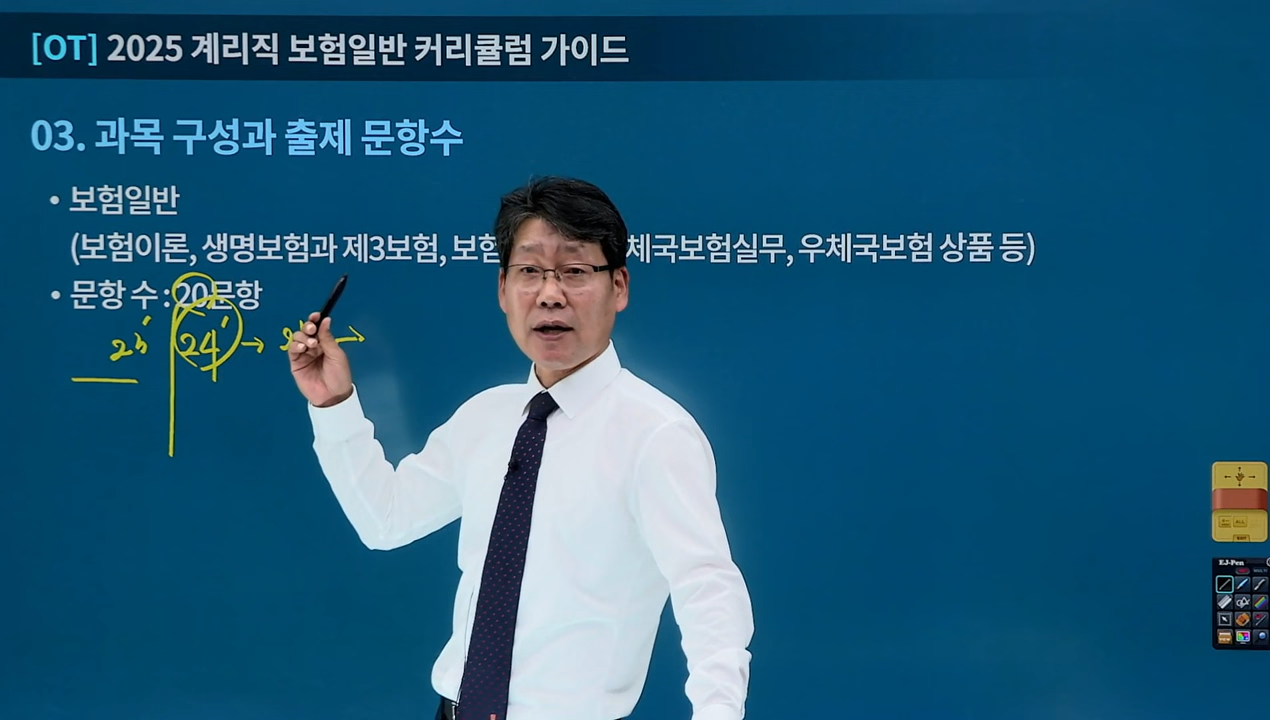 [OT] 2025 계리직 보험일반 커리큘럼 가이드
03. 과목 구성과 출제 문항수
• 보험일반
(보험이론, 생명보험과 제3보험, 보험 체국보험실무, 우체국보험 상품 등)
• 문항 수 : 20문항
24'
EJ-Pen